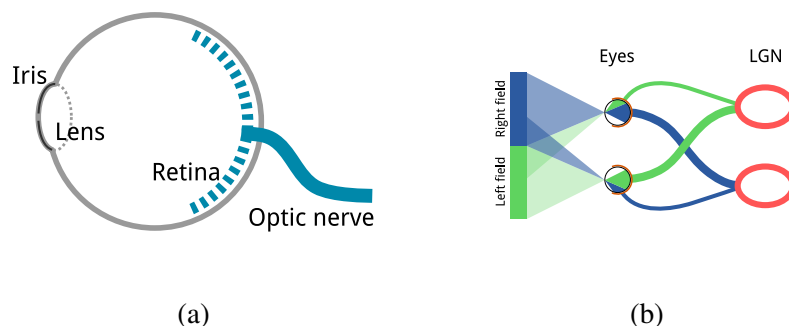 Iris
Lens
Retina
Optic nerve
(a)
Eyes
LGN
Right field
Left field
(b)